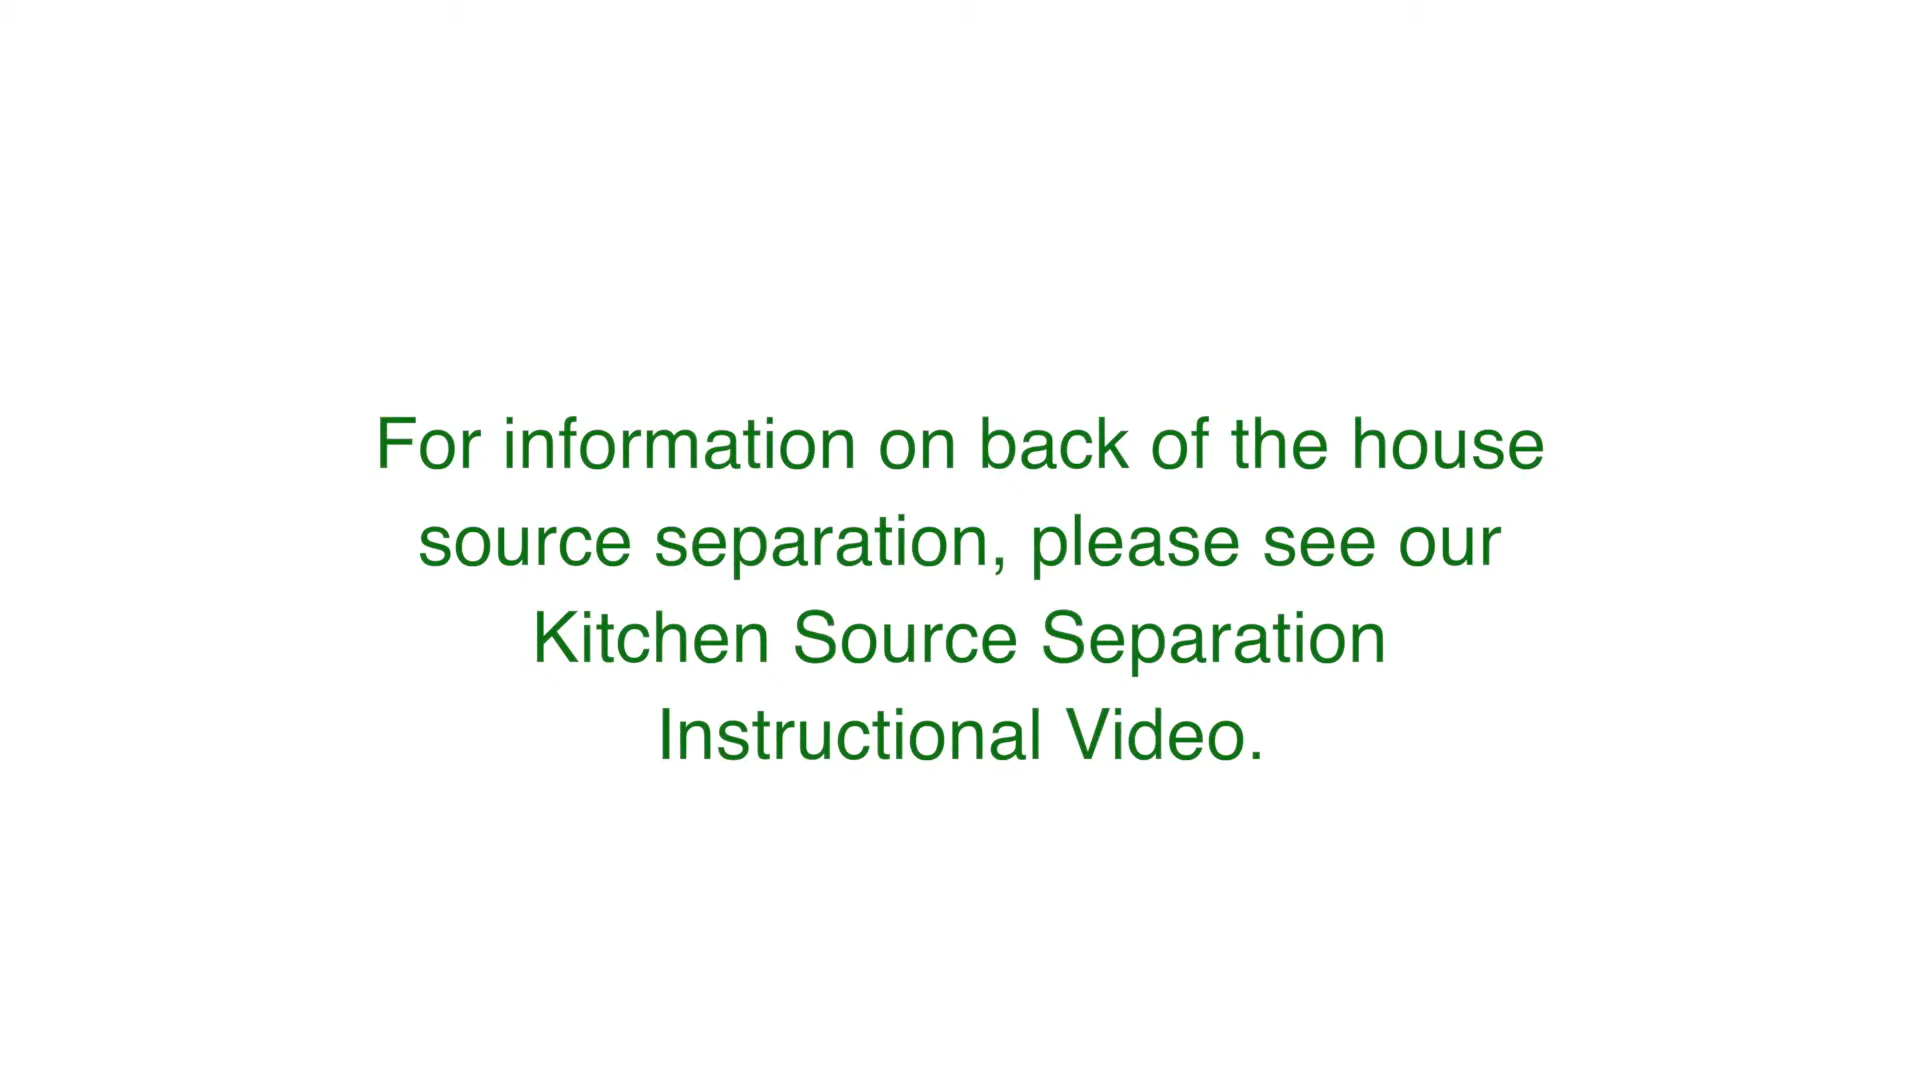 For information on back of the house
source separation, please see our
Kitchen Source Separation
Instructional Video.